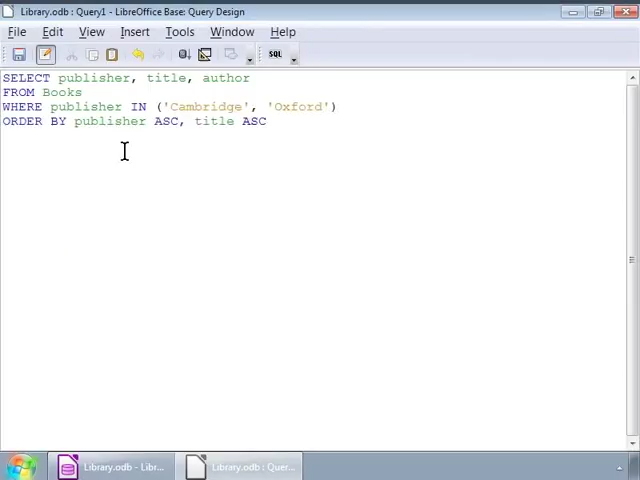 Library.odb : Query1 - LibreOffice Base: Query Design
File Edit View Insert Tools Window Help
SQL
SELECT publisher, title, author
FROM Books
WHERE publisher IN ('Cambridge', 'Oxford')
ORDER BY publisher ASC, title ASC
Library.odb - Libr... Library.odb : Quer...